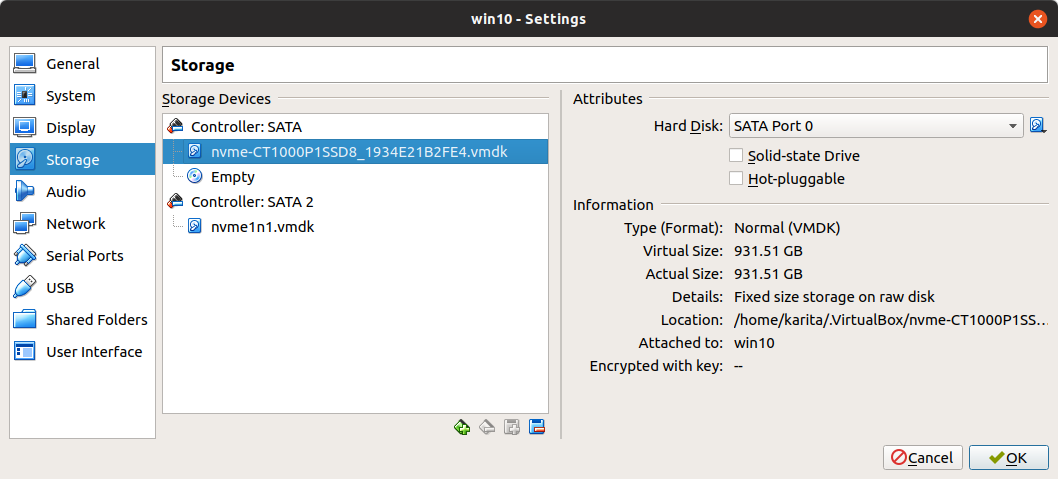 win10 - Settings
General
System
Display
Storage
Audio
Network
Serial Ports
USB
Shared Folders
User Interface
Storage
Storage Devices
Controller: SATA
nvme-CT1000P1SSD8_1934E21B2FE4.vmdk
Empty
Controller: SATA 2
nvme1n1.vmdk
Attributes
Hard Disk: SATA Port 0
Solid-state Drive
Hot-pluggable
Information
Type (Format): Normal (VMDK)
Virtual Size: 931.51 GB
Actual Size: 931.51 GB
Details: Fixed size storage on raw disk
Location: /home/karita/.VirtualBox/nvme-CT1000P1SS...
Attached to: win10
Encrypted with key: --
Cancel
OK